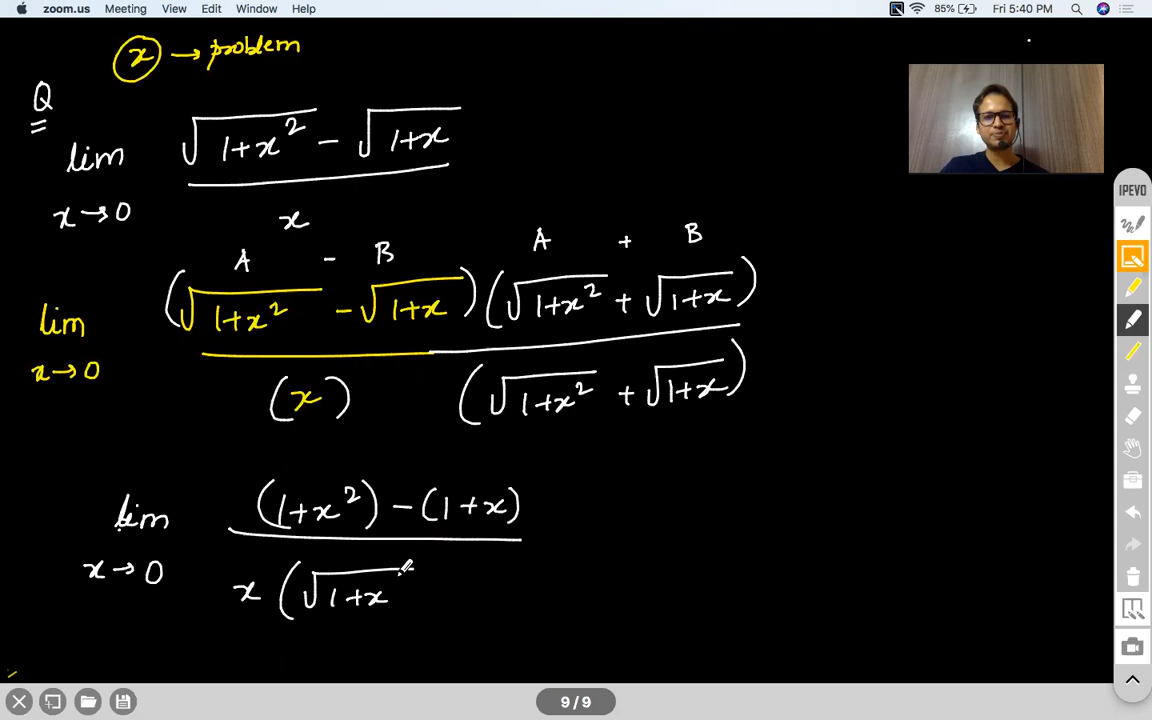 zoom.us Meeting View Edit Window Help 85% Fri 5:40 PM
x → problem
Q
lim x→0 (√(1+x²) − √(1+x)) / x
A − B A + B
lim x→0 (√(1+x²) − √(1+x)) (√(1+x²) + √(1+x)) / (x) (√(1+x²) + √(1+x))
lim x→0 (1+x²) − (1+x) / x (√1+x
IPEVO
9/9